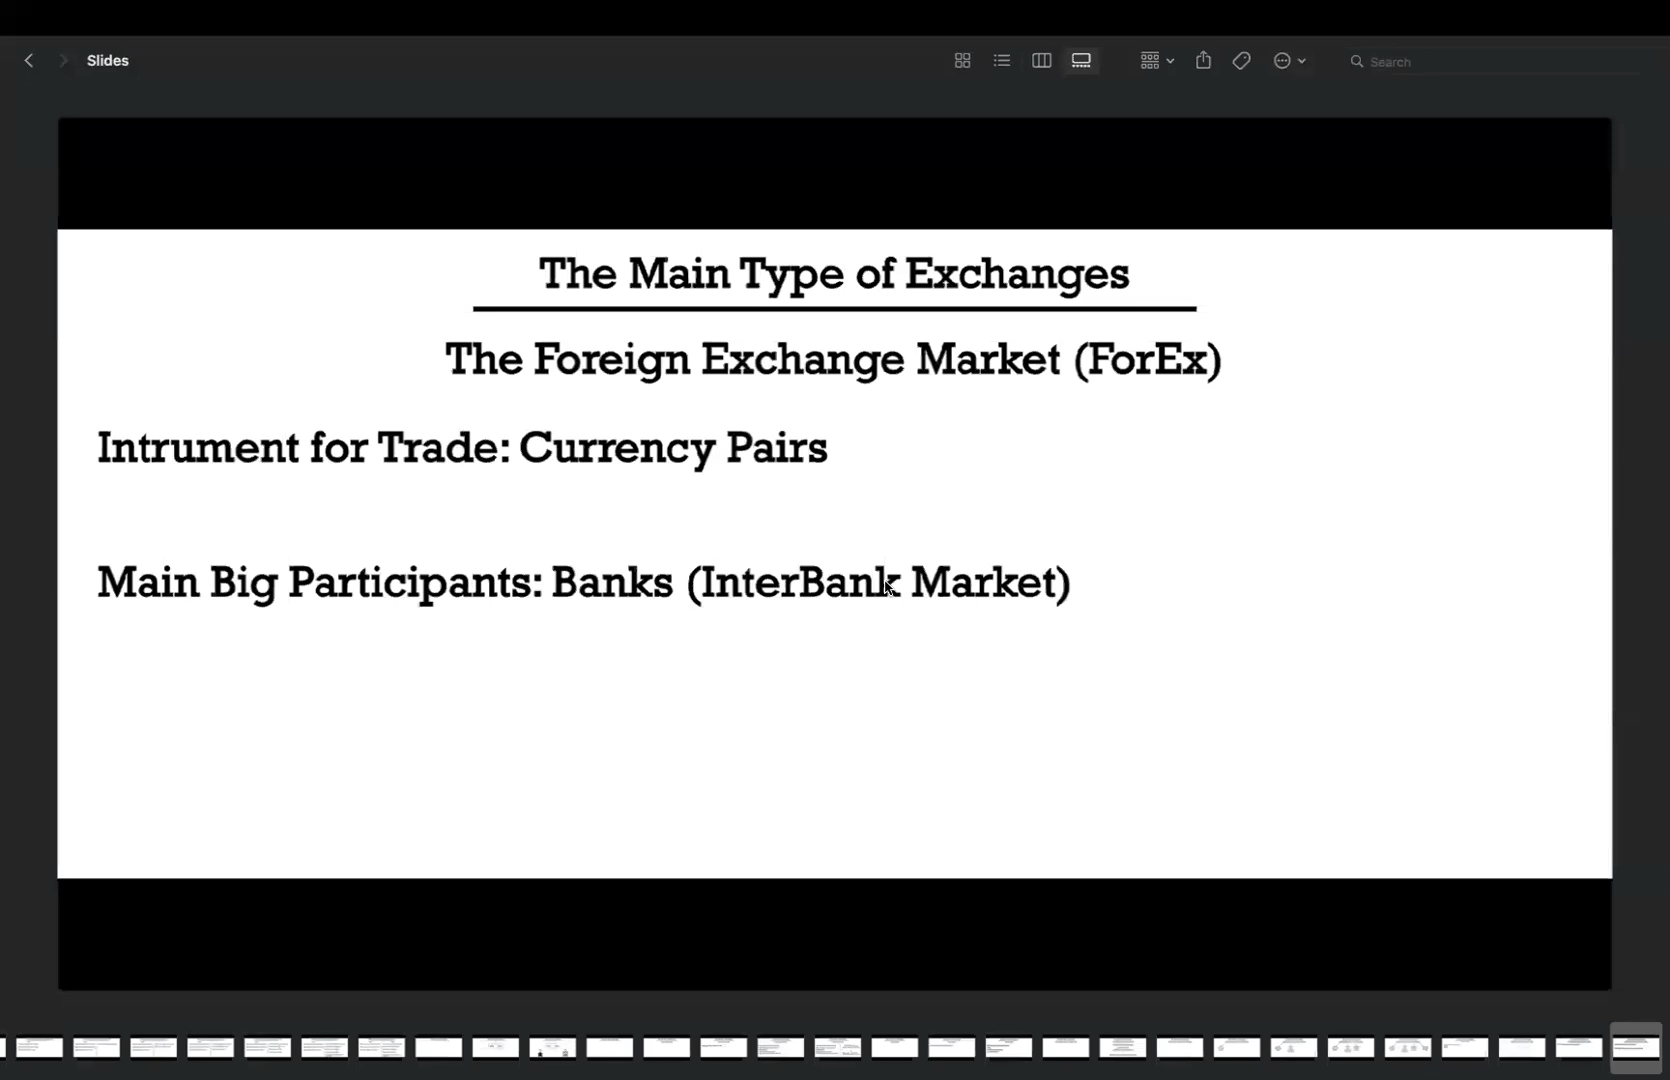 Slides
Search
The Main Type of Exchanges
The Foreign Exchange Market (ForEx)
Intrument for Trade: Currency Pairs
Main Big Participants: Banks (InterBank Market)